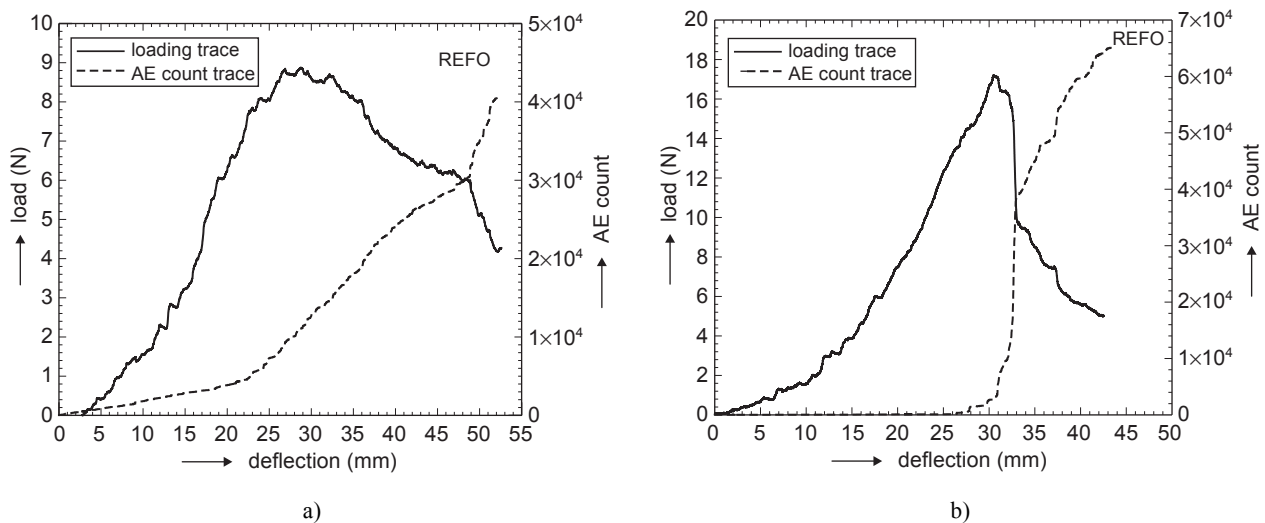 10
9
8
7
6
5
4
3
2
1
0
load (N)
loading trace
AE count trace
REFO
5×10⁴
4×10⁴
3×10⁴
2×10⁴
1×10⁴
0
AE count
0 5 10 15 20 25 30 35 40 45 50 55
deflection (mm)
a)
20
18
16
14
12
10
8
6
4
2
0
load (N)
loading trace
AE count trace
REFO
7×10⁴
6×10⁴
5×10⁴
4×10⁴
3×10⁴
2×10⁴
1×10⁴
0
AE count
0 5 10 15 20 25 30 35 40 45 50
deflection (mm)
b)